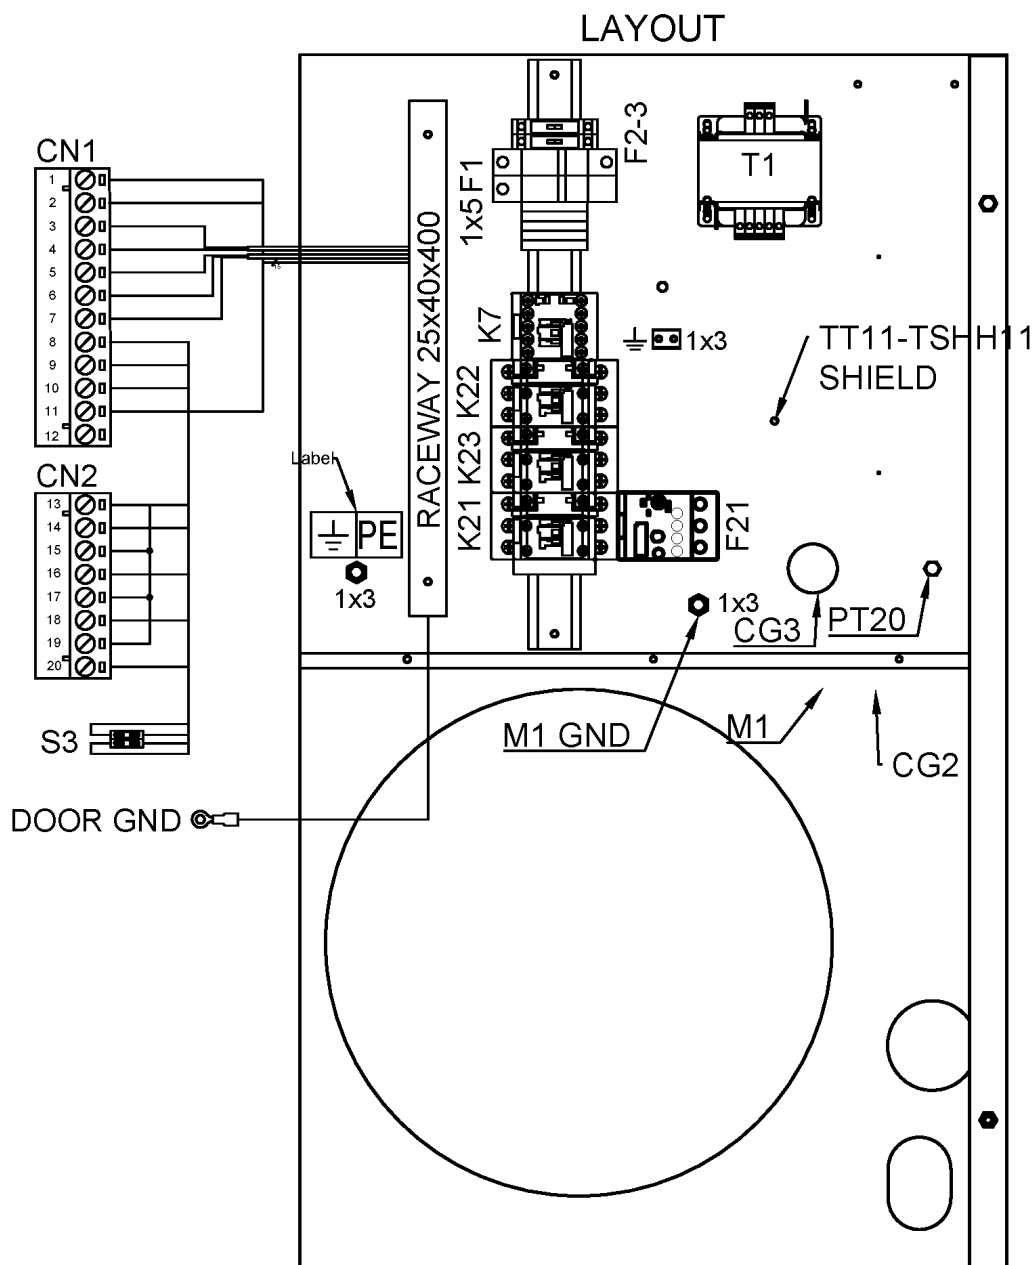 LAYOUT
CN1
1
2
3
4
5
6
7
8
9
10
11
12
CN2
13
14
15
16
17
18
19
20
S3
DOOR GND
Label
PE
1x3
RACEWAY 25x40x400
1x5 F1
F2-3
T1
K7
K22
K23
K21
F21
1x3
TT11-TSHH11
SHIELD
1x3
CG3
PT20
M1 GND
M1
CG2